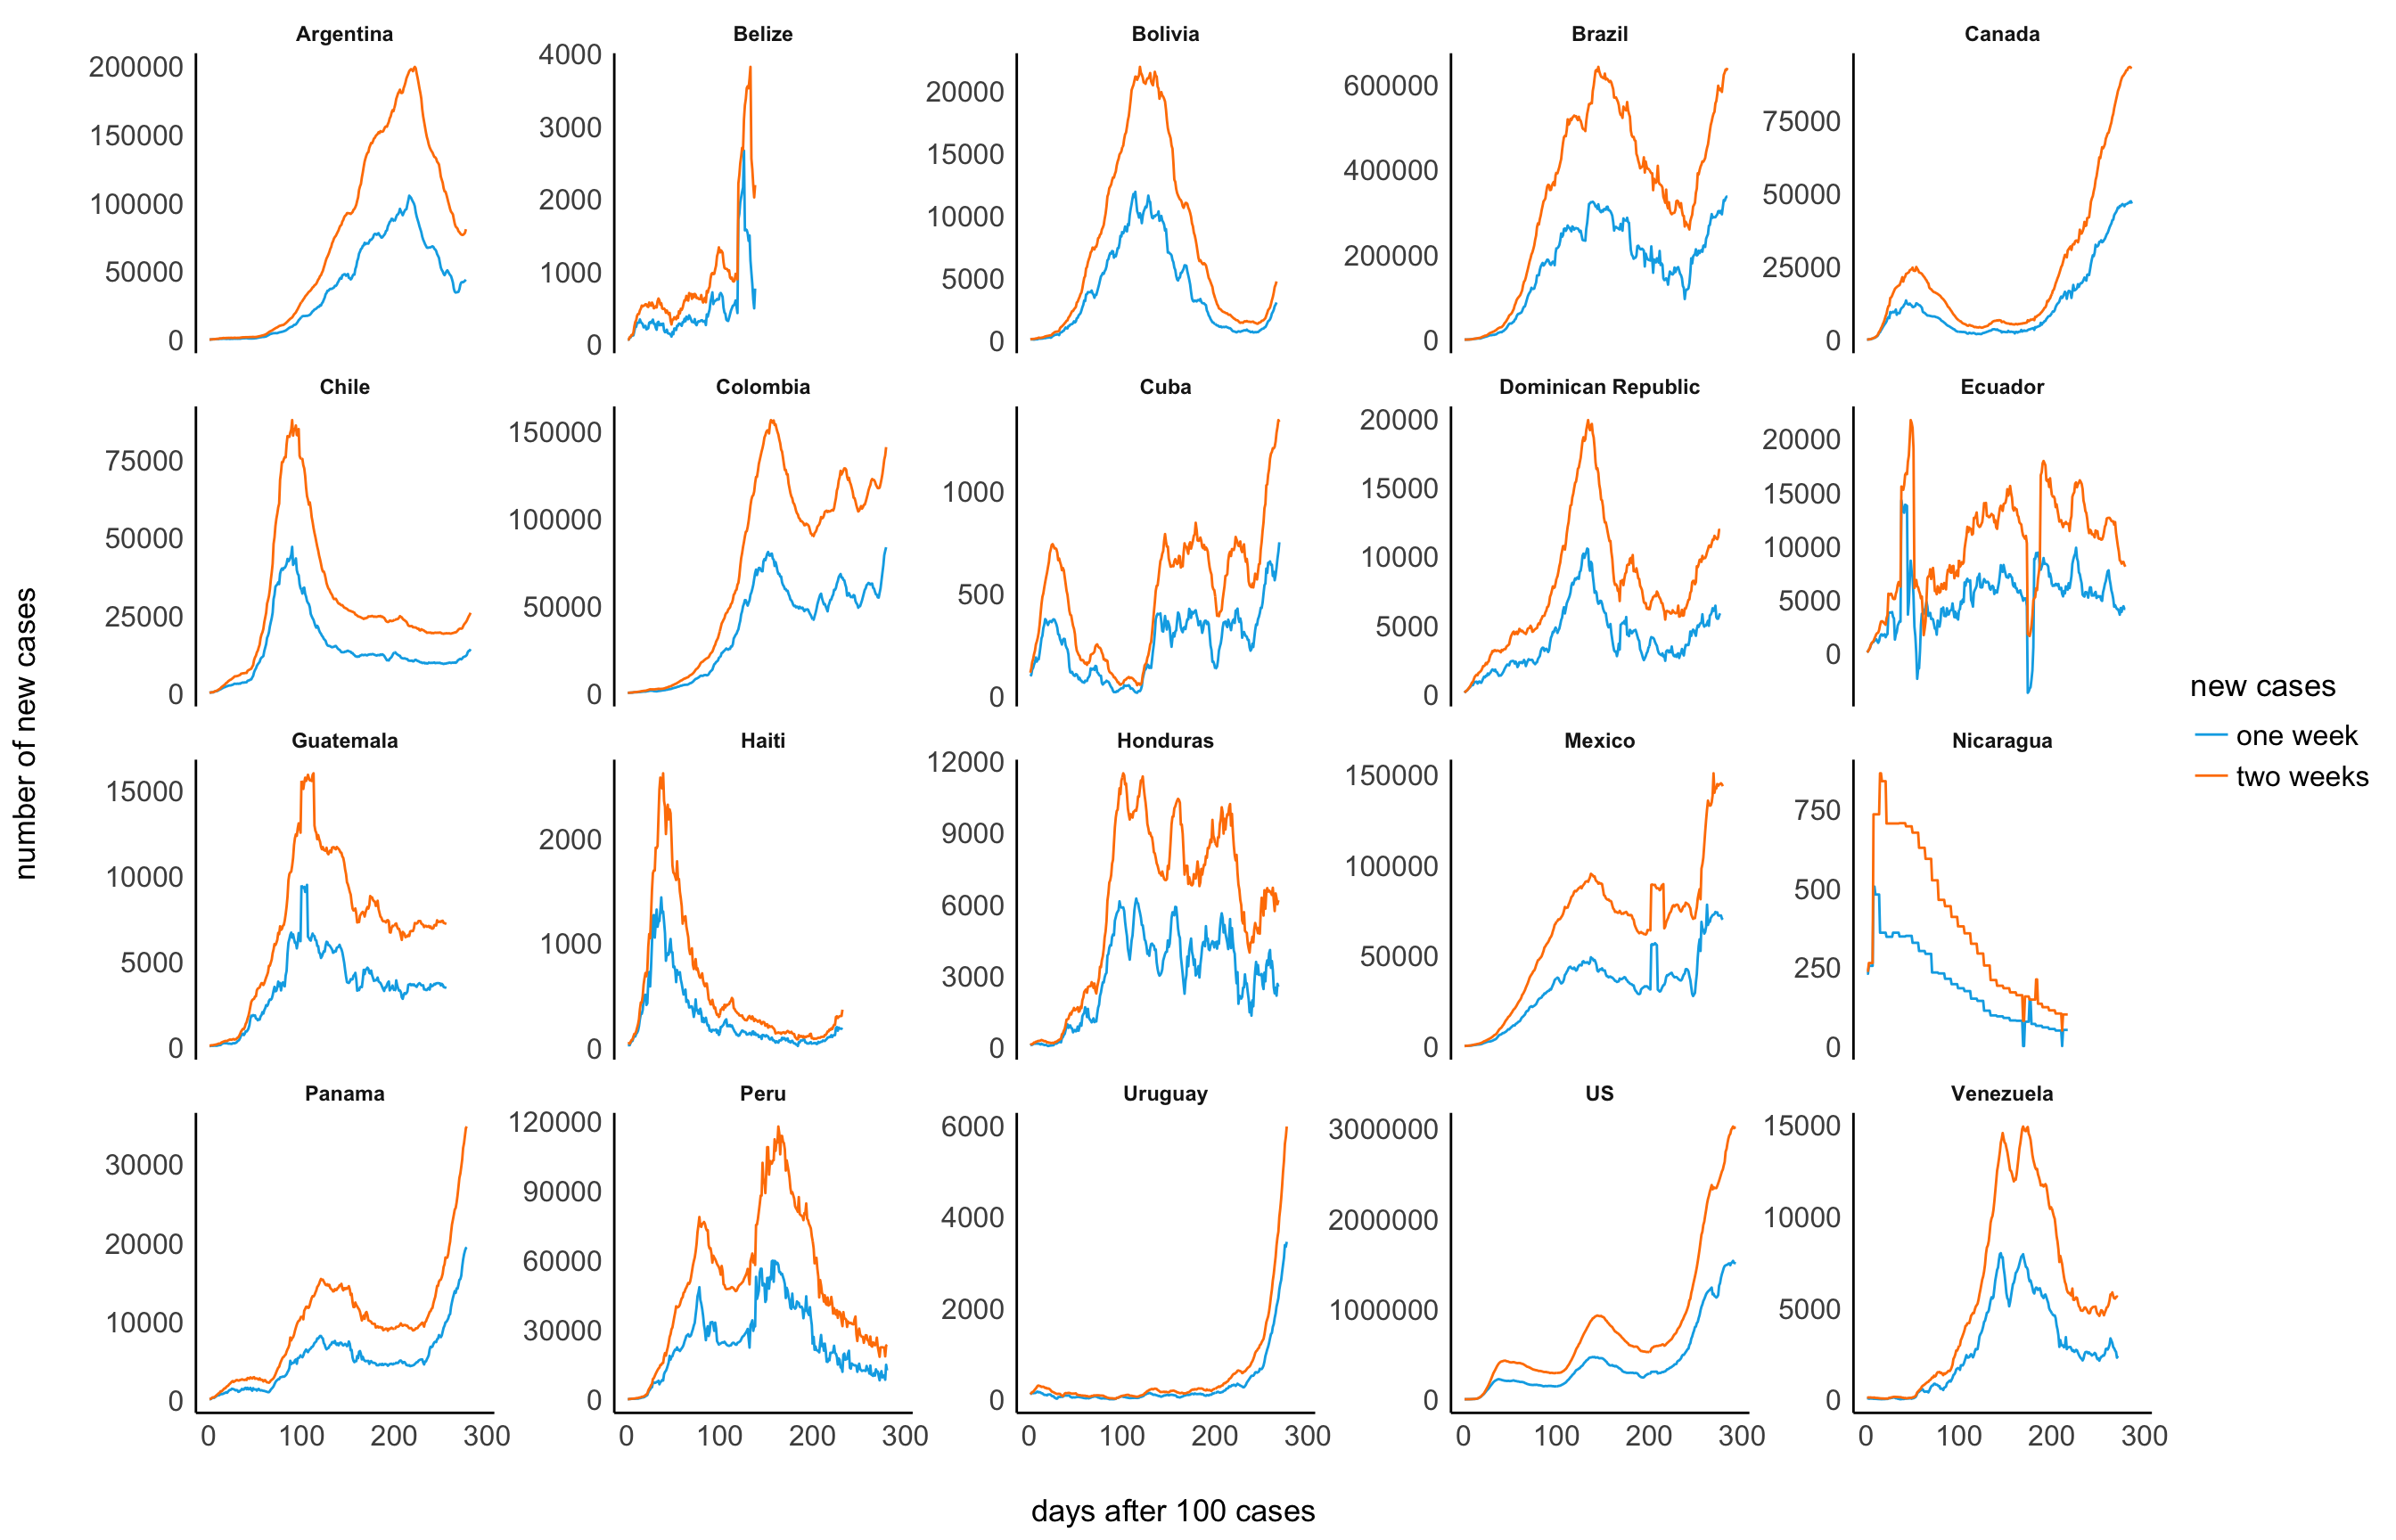 Argentina Belize Bolivia Brazil Canada
200000 150000 100000 50000 0
4000 3000 2000 1000 0
20000 15000 10000 5000 0
600000 400000 200000 0
75000 50000 25000 0
Chile Colombia Cuba Dominican Republic Ecuador
75000 50000 25000 0
150000 100000 50000 0
1000 500 0
20000 15000 10000 5000 0
20000 15000 10000 5000 0
Guatemala Haiti Honduras Mexico Nicaragua
15000 10000 5000 0
2000 1000 0
12000 9000 6000 3000 0
150000 100000 50000 0
750 500 250 0
Panama Peru Uruguay US Venezuela
30000 20000 10000 0
120000 90000 60000 30000 0
6000 4000 2000 0
3000000 2000000 1000000 0
15000 10000 5000 0
0 100 200 300 0 100 200 300 0 100 200 300 0 100 200 300 0 100 200 300
days after 100 cases
number of new cases
new cases
one week
two weeks